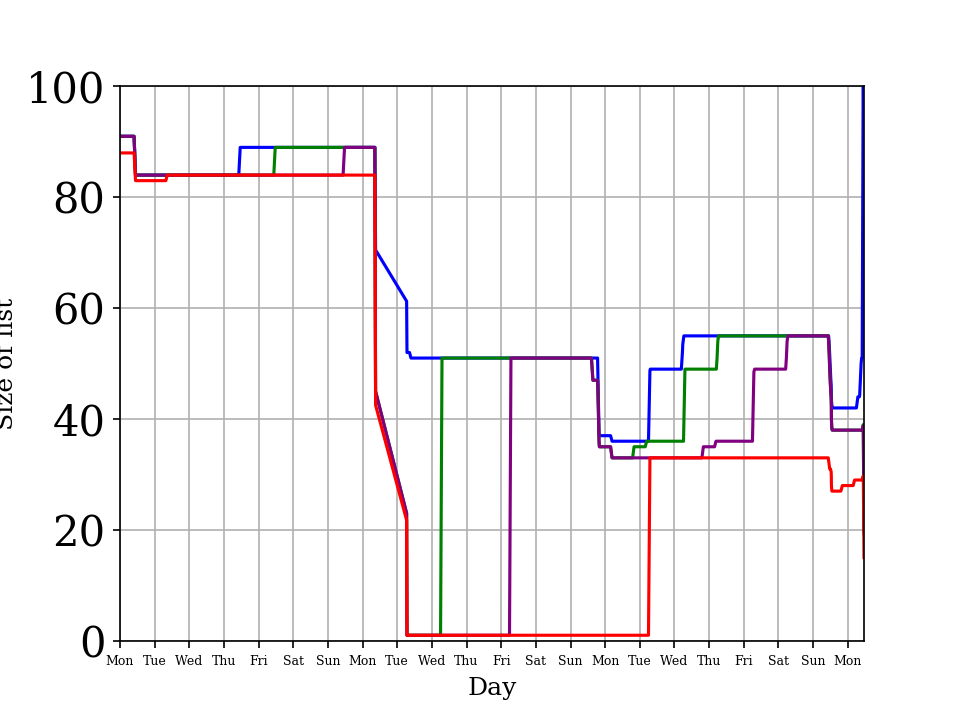 100
80
60
40
20
0
Size of list
Mon Tue Wed Thu Fri Sat Sun Mon Tue Wed Thu Fri Sat Sun Mon Tue Wed Thu Fri Sat Sun Mon
Day